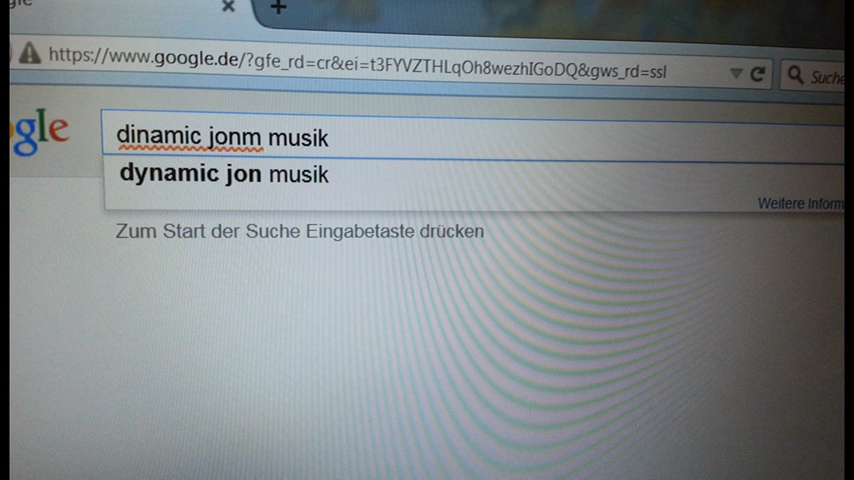 https://www.google.de/?gfe_rd=cr&ei=t3FYVZTHLqOh8wezhIGoDQ&gws_rd=ssl
Suche
gle
dinamic jonm musik
dynamic jon musik
Weitere Inform
Zum Start der Suche Eingabetaste drücken